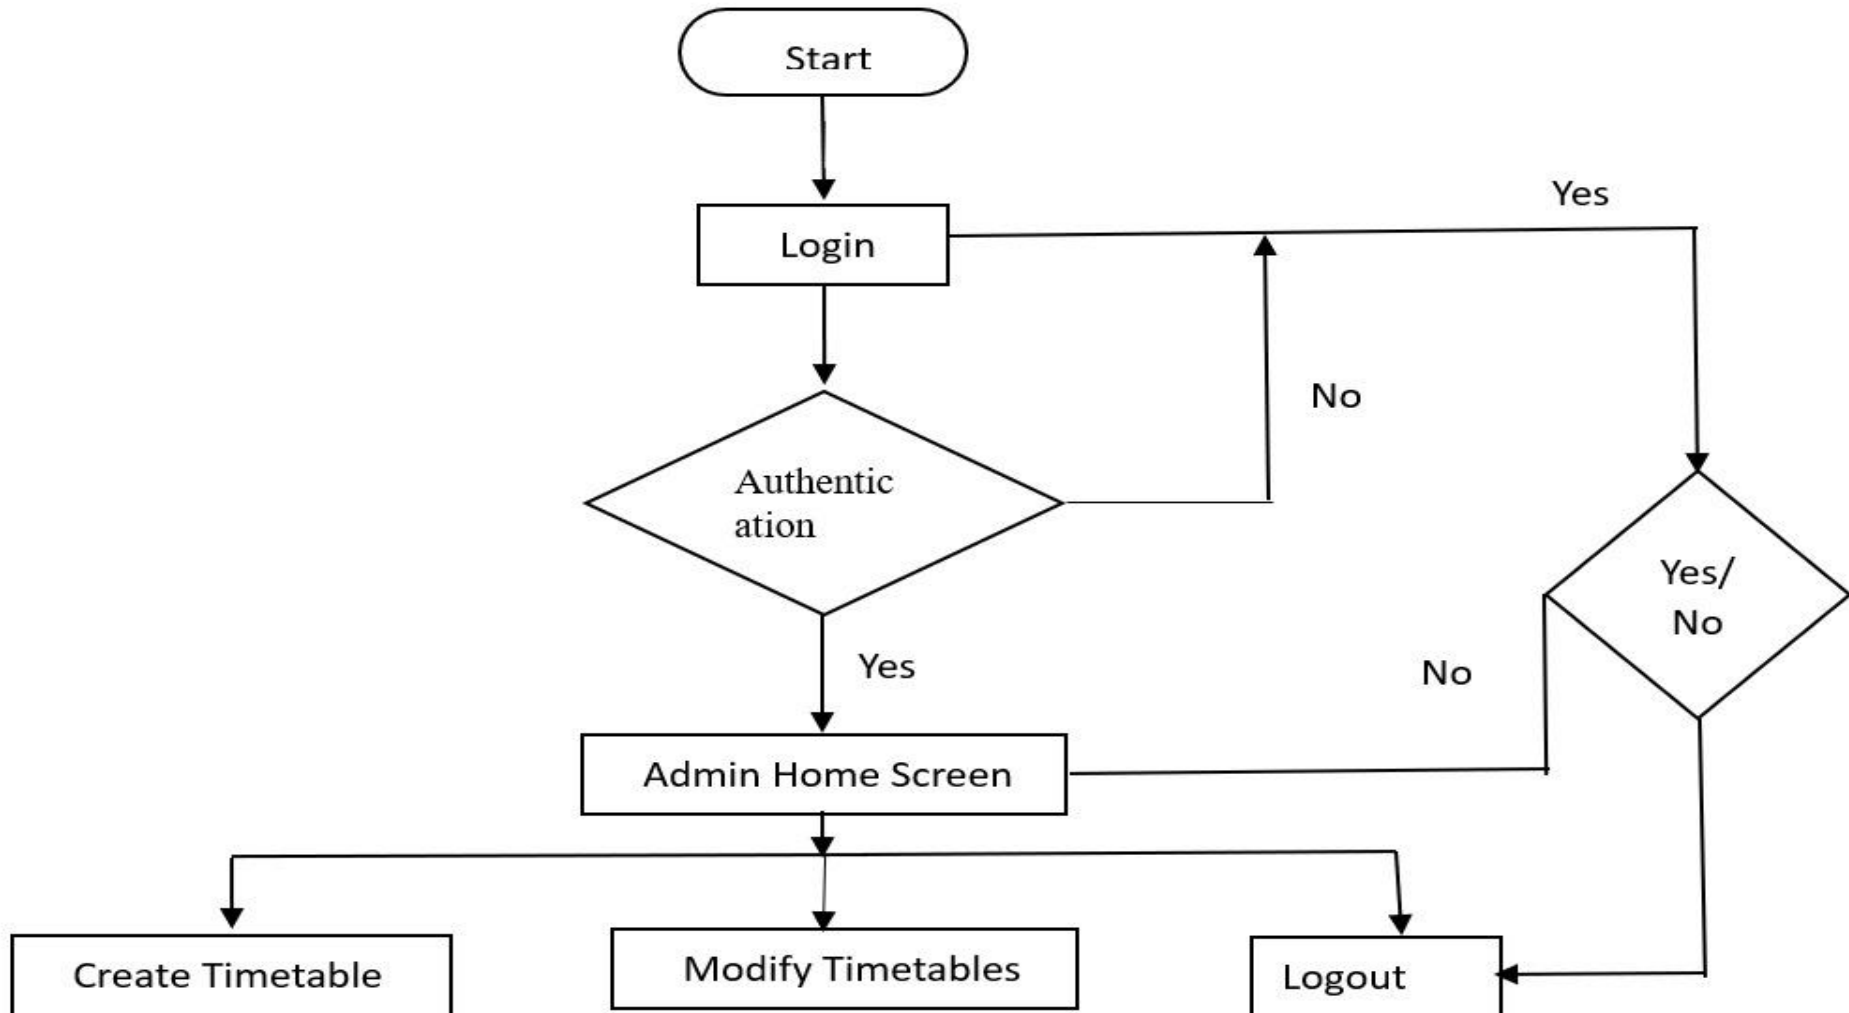 Start
Yes
Login
No
Authentic
ation
Yes/
No
Yes
No
Admin Home Screen
Create Timetable
Modify Timetables
Logout